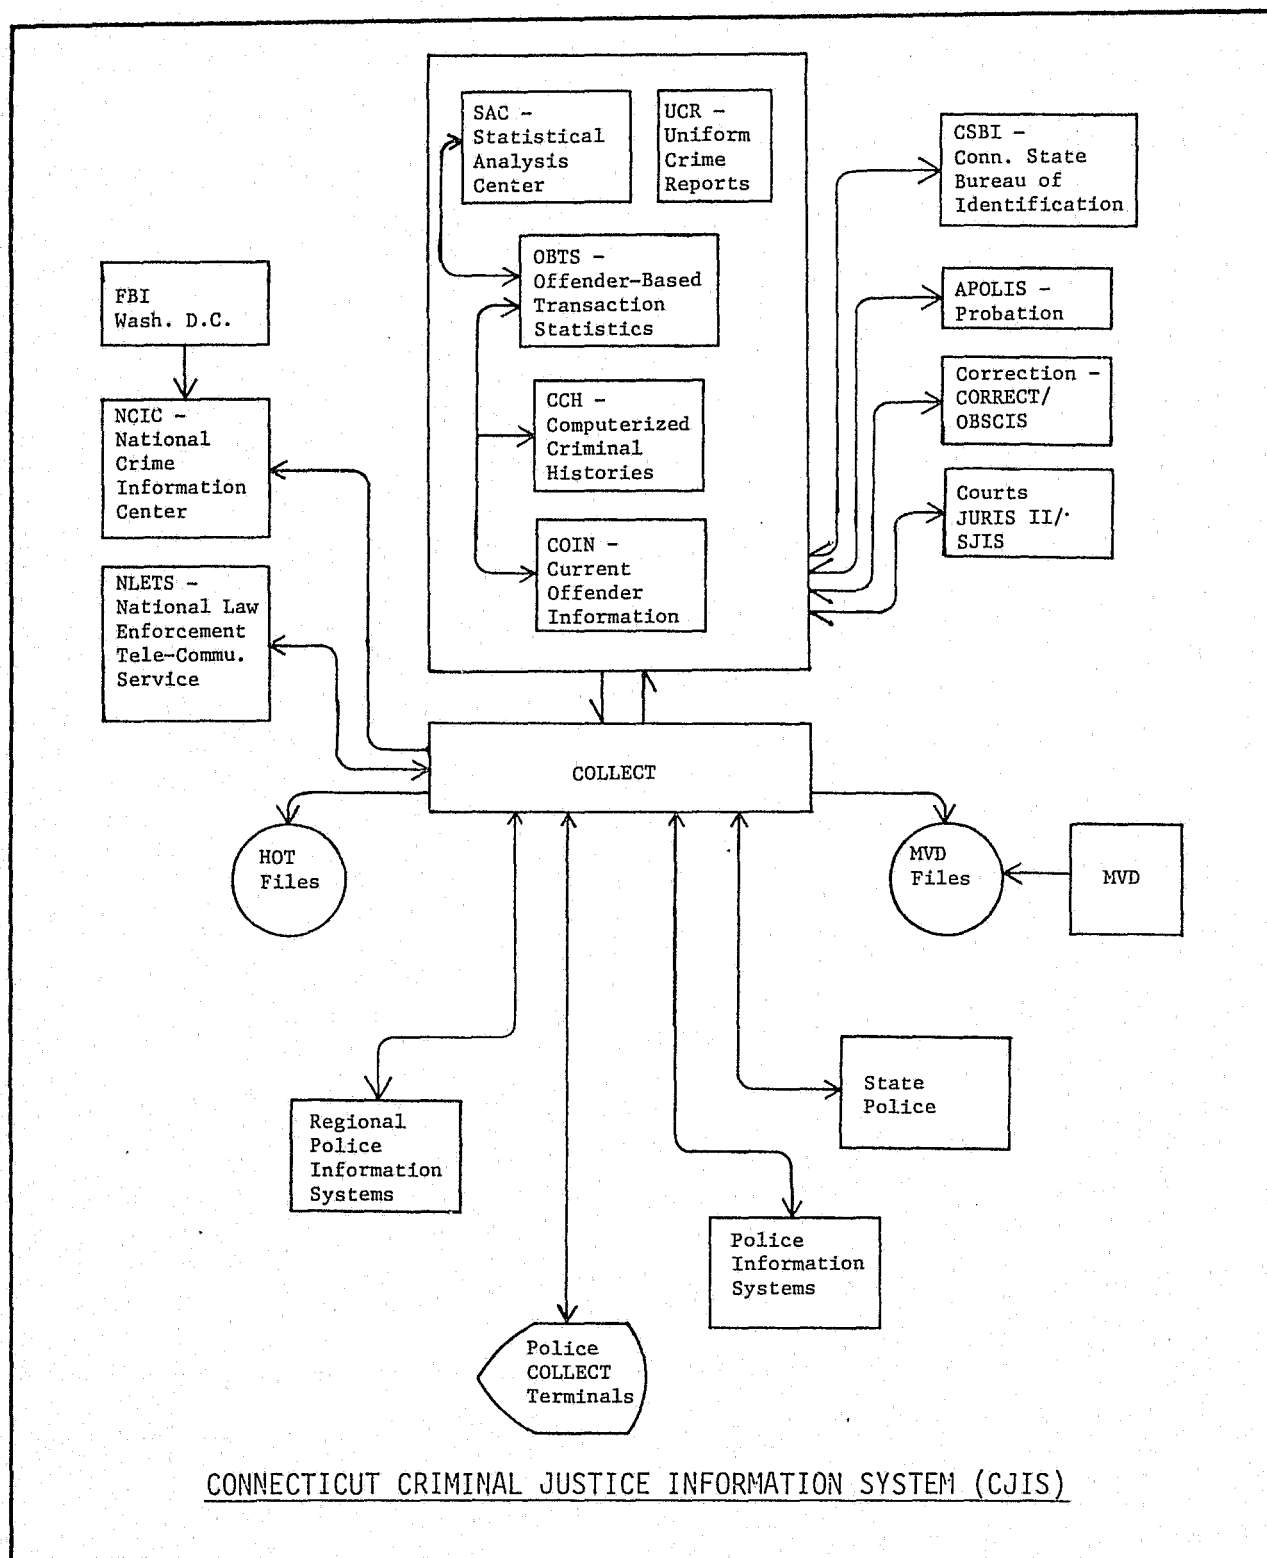 SAC -
Statistical
Analysis
Center
UCR -
Uniform
Crime
Reports
CSBI -
Conn. State
Bureau of
Identification
OBTS -
Offender-Based
Transaction
Statistics
FBI
Wash. D.C.
APOLIS -
Probation
Correction -
CORRECT/
OBSCIS
NCIC -
National
Crime
Information
Center
CCH -
Computerized
Criminal
Histories
Courts
JURIS II/
SJIS
COIN -
Current
Offender
Information
NLETS -
National Law
Enforcement
Tele-Commu.
Service
COLLECT
HOT
Files
MVD
Files
MVD
State
Police
Regional
Police
Information
Systems
Police
Information
Systems
Police
COLLECT
Terminals
CONNECTICUT CRIMINAL JUSTICE INFORMATION SYSTEM (CJIS)